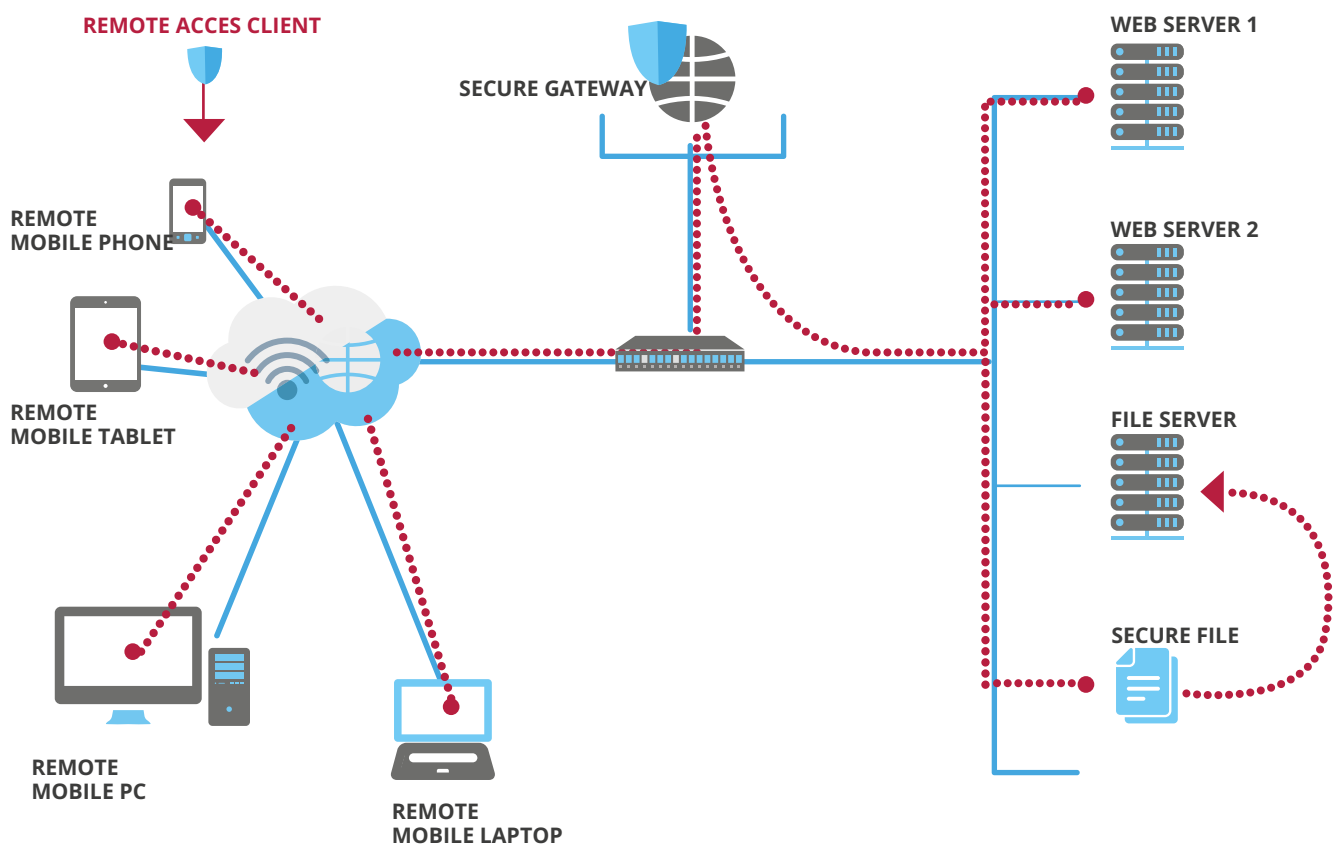 REMOTE ACCES CLIENT
WEB SERVER 1
SECURE GATEWAY
REMOTE
MOBILE PHONE
WEB SERVER 2
REMOTE
MOBILE TABLET
FILE SERVER
SECURE FILE
REMOTE
MOBILE PC
REMOTE
MOBILE LAPTOP